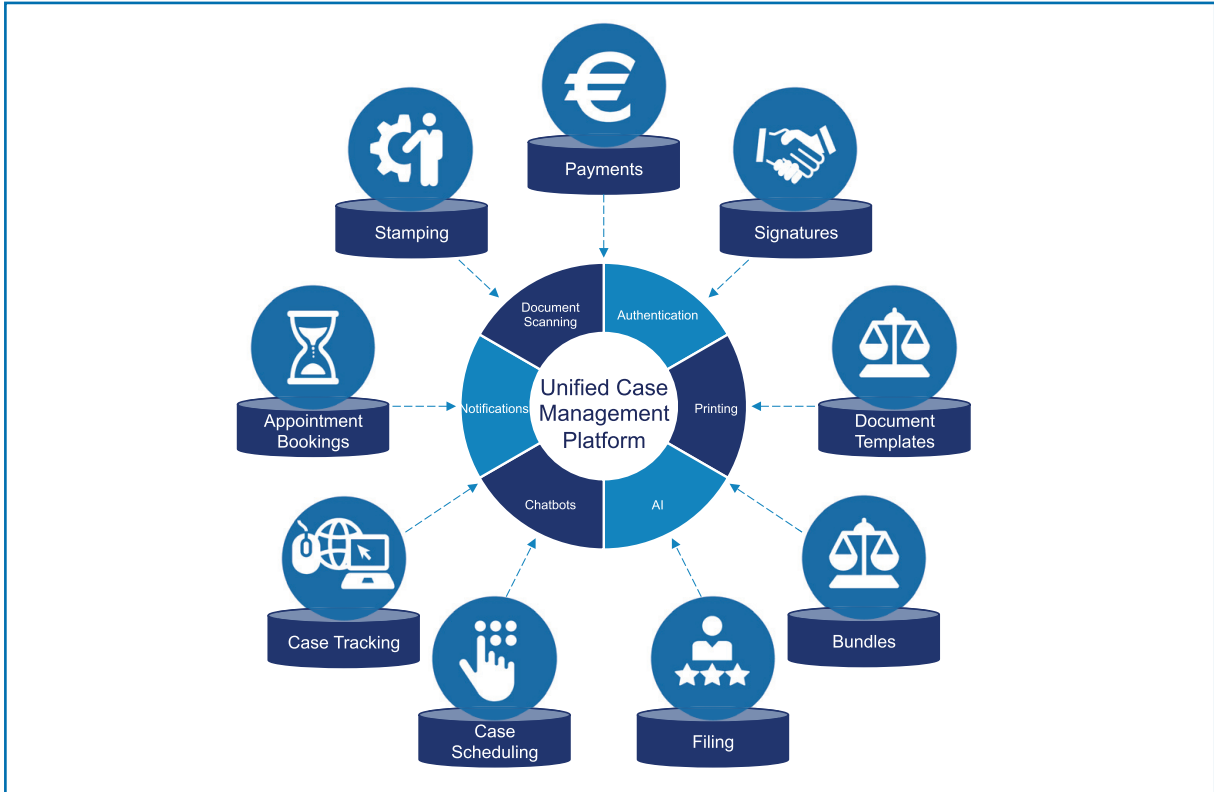 Payments
Stamping
Signatures
Document
Scanning
Authentication
Appointment
Bookings
Notifications
Unified Case
Management
Platform
Printing
Document
Templates
Chatbots
AI
Case Tracking
Bundles
Case
Scheduling
Filing